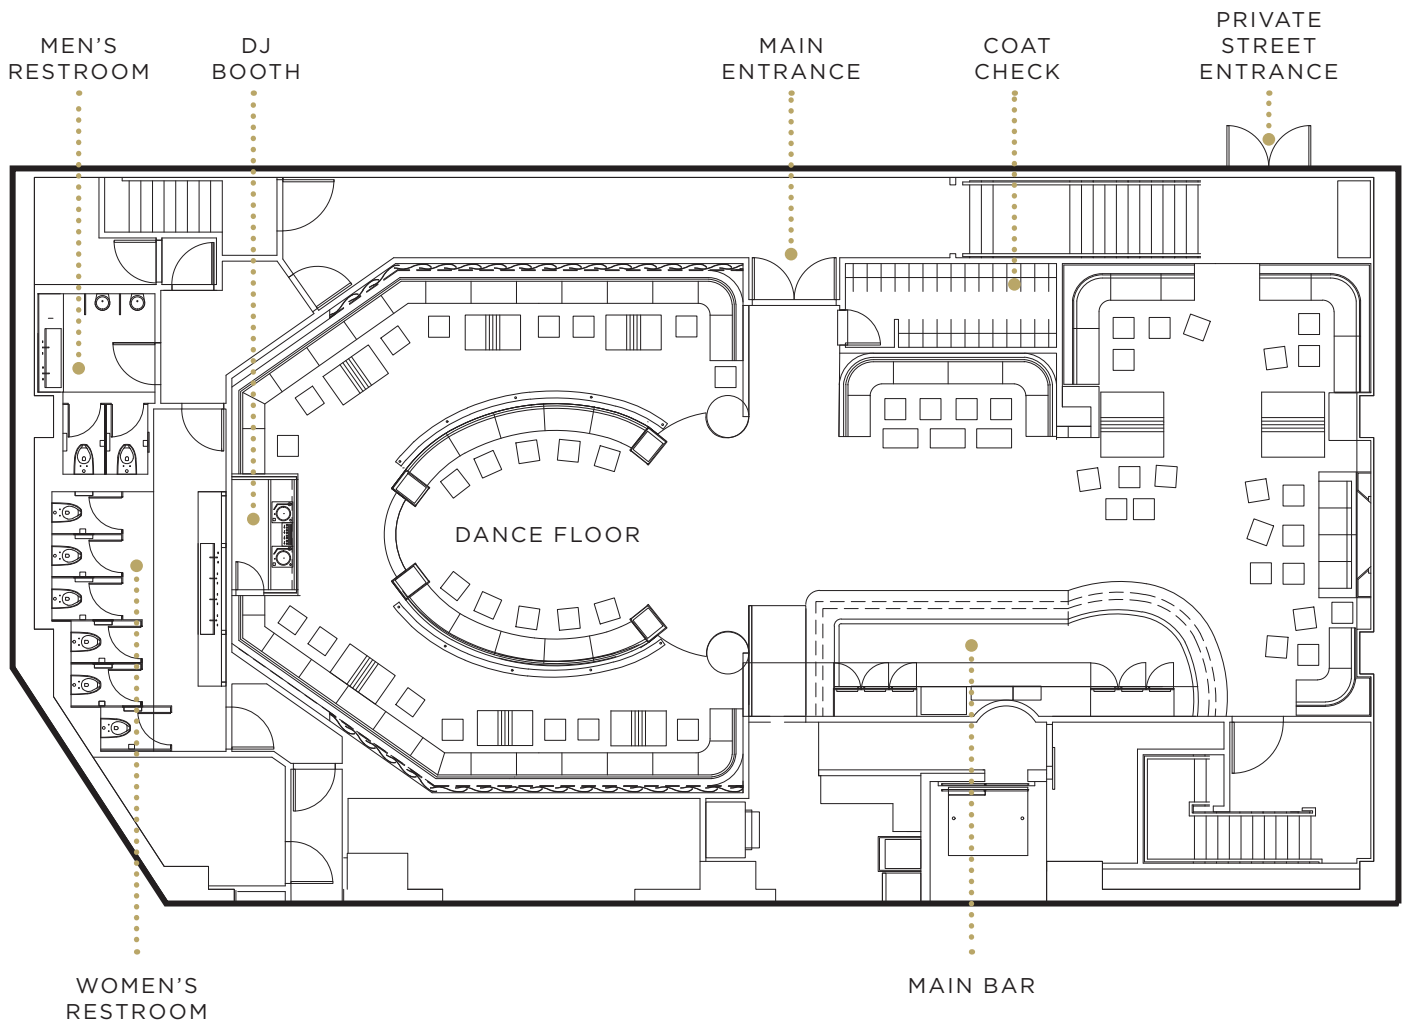 MEN’S
RESTROOM
DJ
BOOTH
MAIN
ENTRANCE
COAT
CHECK
PRIVATE
STREET
ENTRANCE
DANCE FLOOR
WOMEN’S
RESTROOM
MAIN BAR